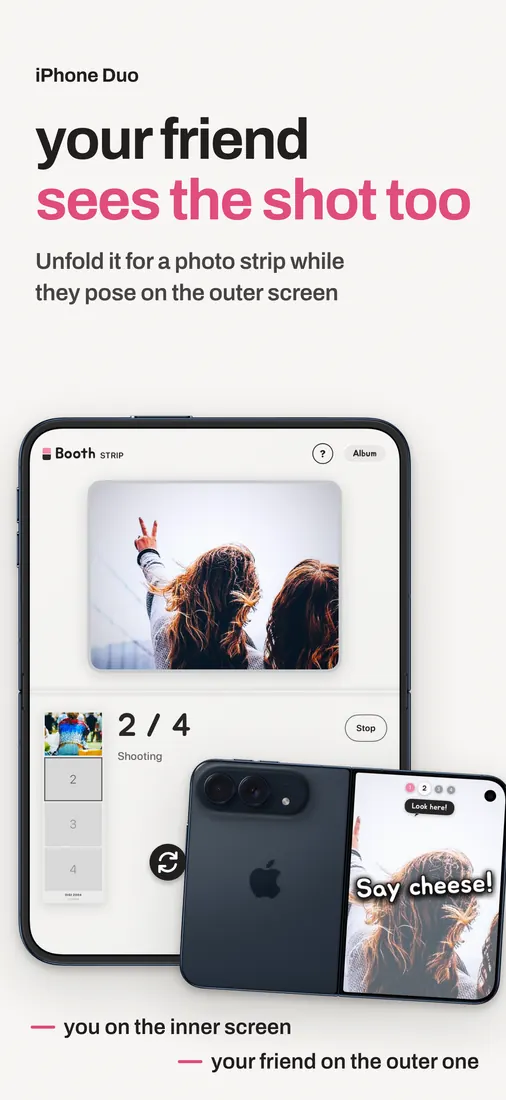 iPhone Duo
your friend
sees the shot too
Unfold it for a photo strip while
they pose on the outer screen
Booth STRIP
?
Album
2 / 4
Shooting
Stop
2
3
4
1 2 3 4
Look here!
Say cheese!
you on the inner screen
your friend on the outer one